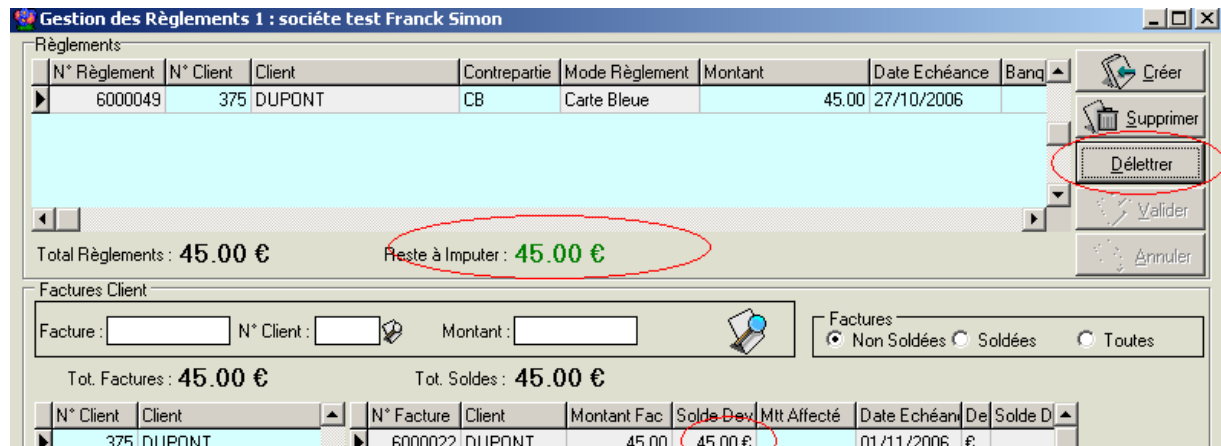 Gestion des Règlements 1 : sociéte test Franck Simon
Règlements
N° Règlement N° Client Client Contrepartie Mode Règlement Montant Date Echéance Banq
6000049 375 DUPONT CB Carte Bleue 45.00 27/10/2006
Créer
Supprimer
Délettrer
Valider
Annuler
Total Règlements : 45.00 € Reste à Imputer : 45.00 €
Factures Client
Facture : N° Client : Montant :
Factures
Non Soldées Soldées Toutes
Tot. Factures : 45.00 € Tot. Soldes : 45.00 €
N° Client Client
375 DUPONT
N° Facture Client Montant Fac Solde Dev Mtt Affecté Date Echéan De Solde D
6000022 DUPONT 45.00 45.00 € 01/11/2006 €